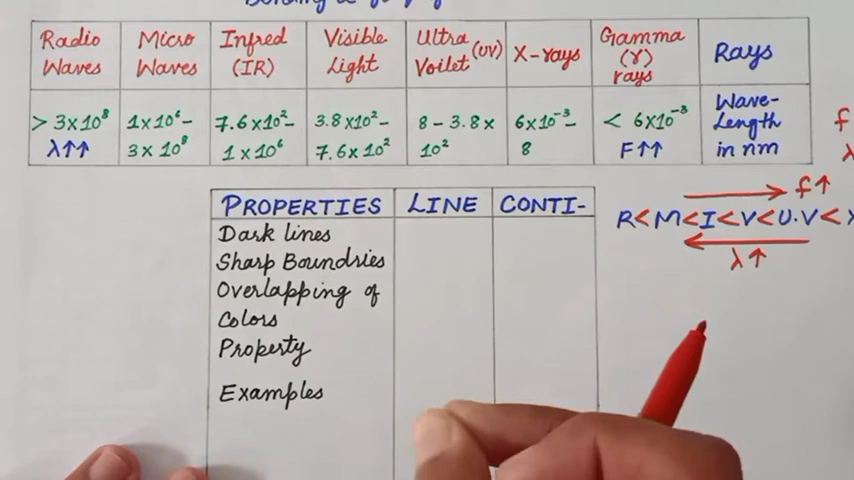 Radio Waves
Micro Waves
Infred (IR)
Visible Light
Ultra Voilet (UV)
X-rays
Gamma (γ) rays
Rays
> 3x10⁸ λ↑↑
1x10⁶- 3x10⁸
7.6x10²- 1x10⁶
3.8x10²- 7.6x10²
8 - 3.8x 10²
6x10⁻³- 8
< 6x10⁻³ F↑↑
Wave- Length in nm
f
λ
PROPERTIES LINE CONTI-
Dark lines
Sharp Boundries
Overlapping of
Colors
Property
Examples
f↑
R<M<I<V<U.V<X
λ↑